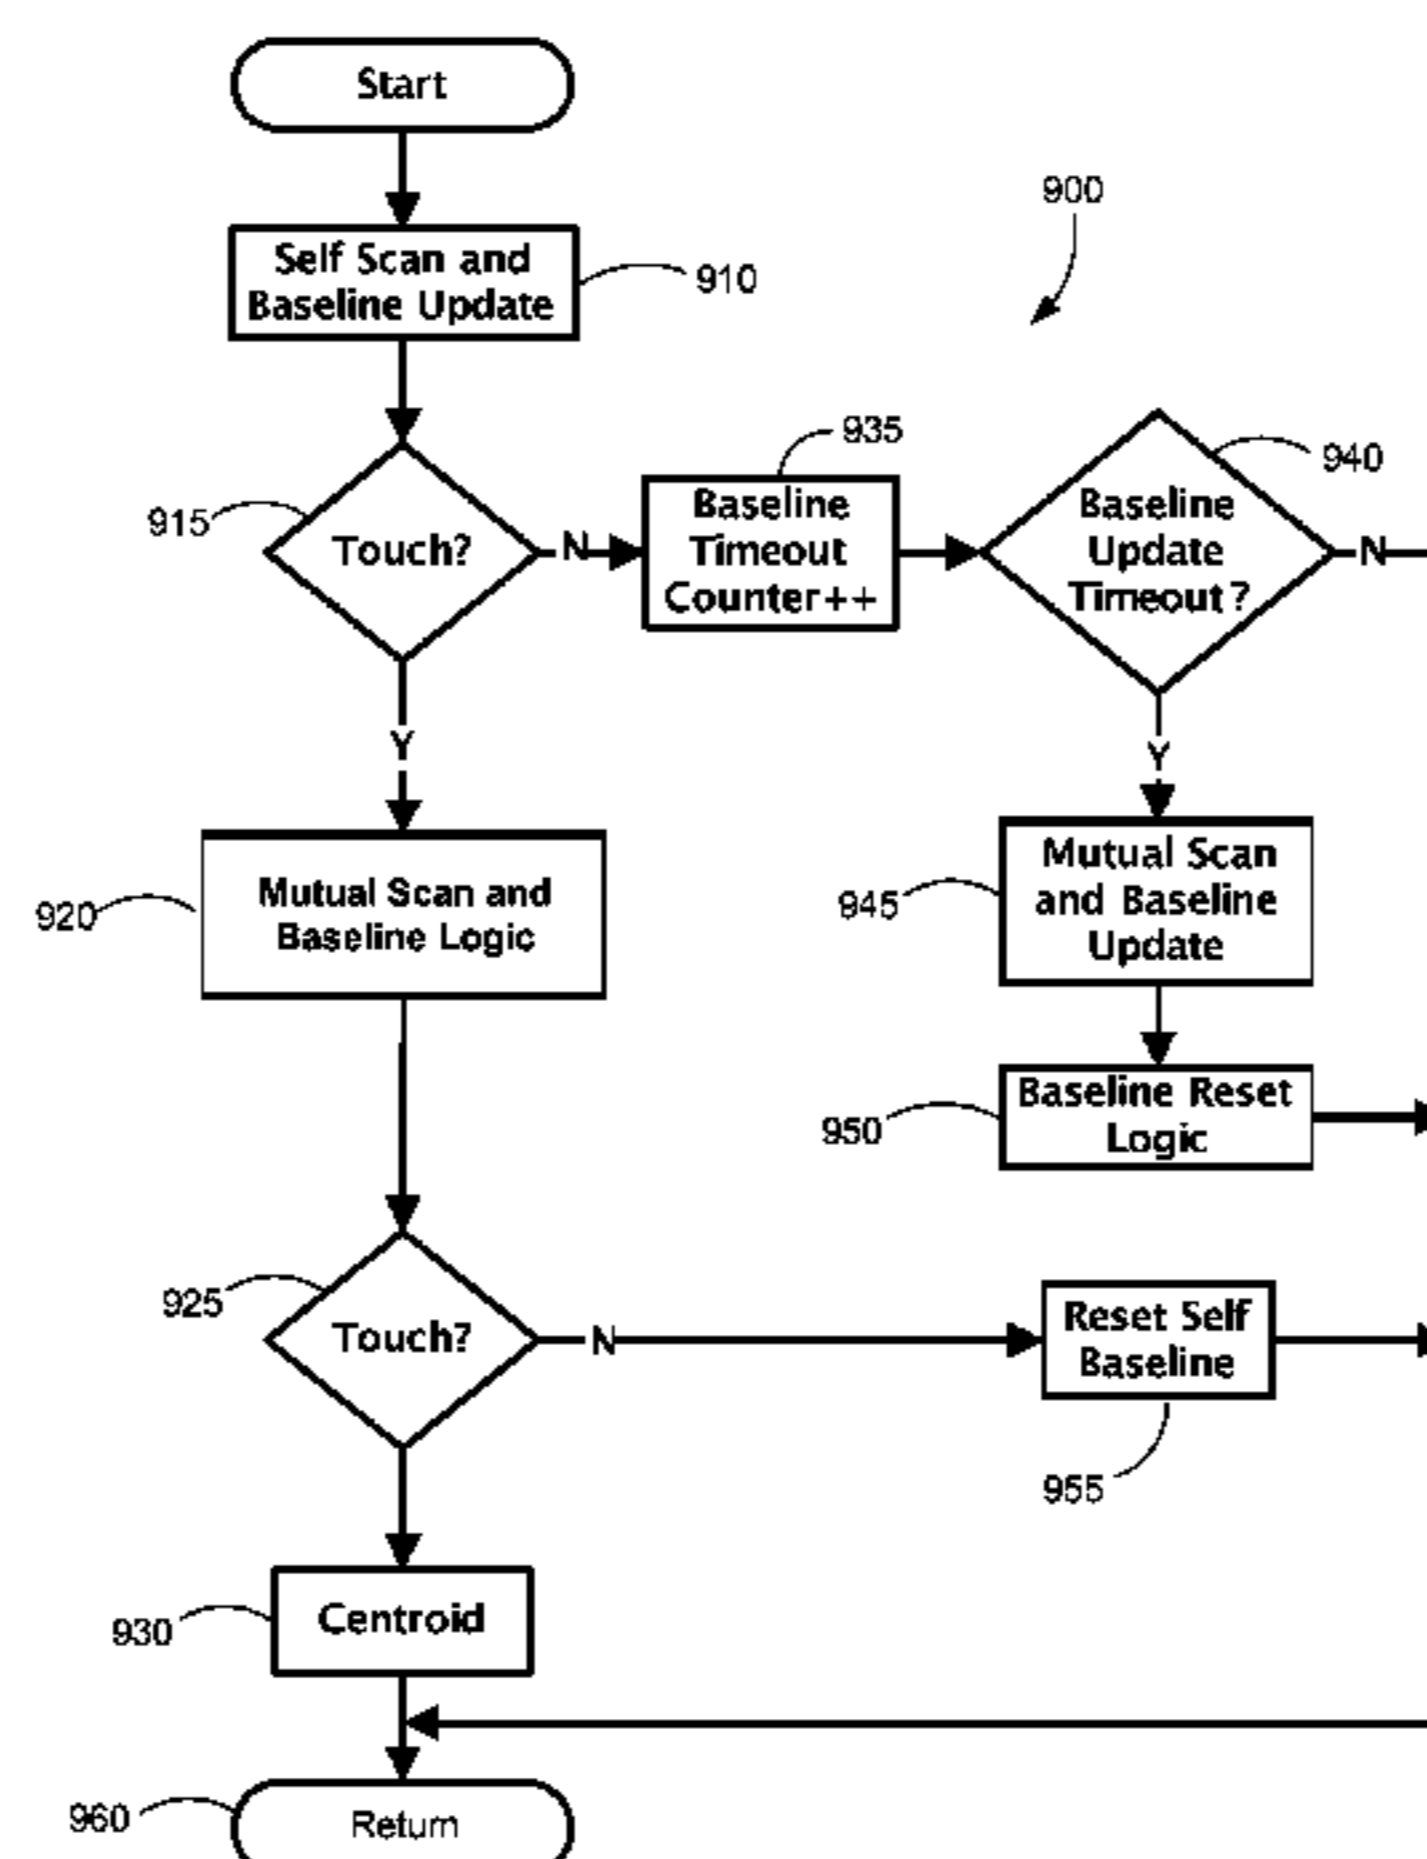 Start
900
Self Scan and
Baseline Update
910
935
940
915
Touch?
N
Baseline
Timeout
Counter++
Baseline
Update
Timeout?
N
Y
Y
920
Mutual Scan and
Baseline Logic
945
Mutual Scan
and Baseline
Update
950
Baseline Reset
Logic
925
Touch?
N
Reset Self
Baseline
955
930
Centroid
960
Return